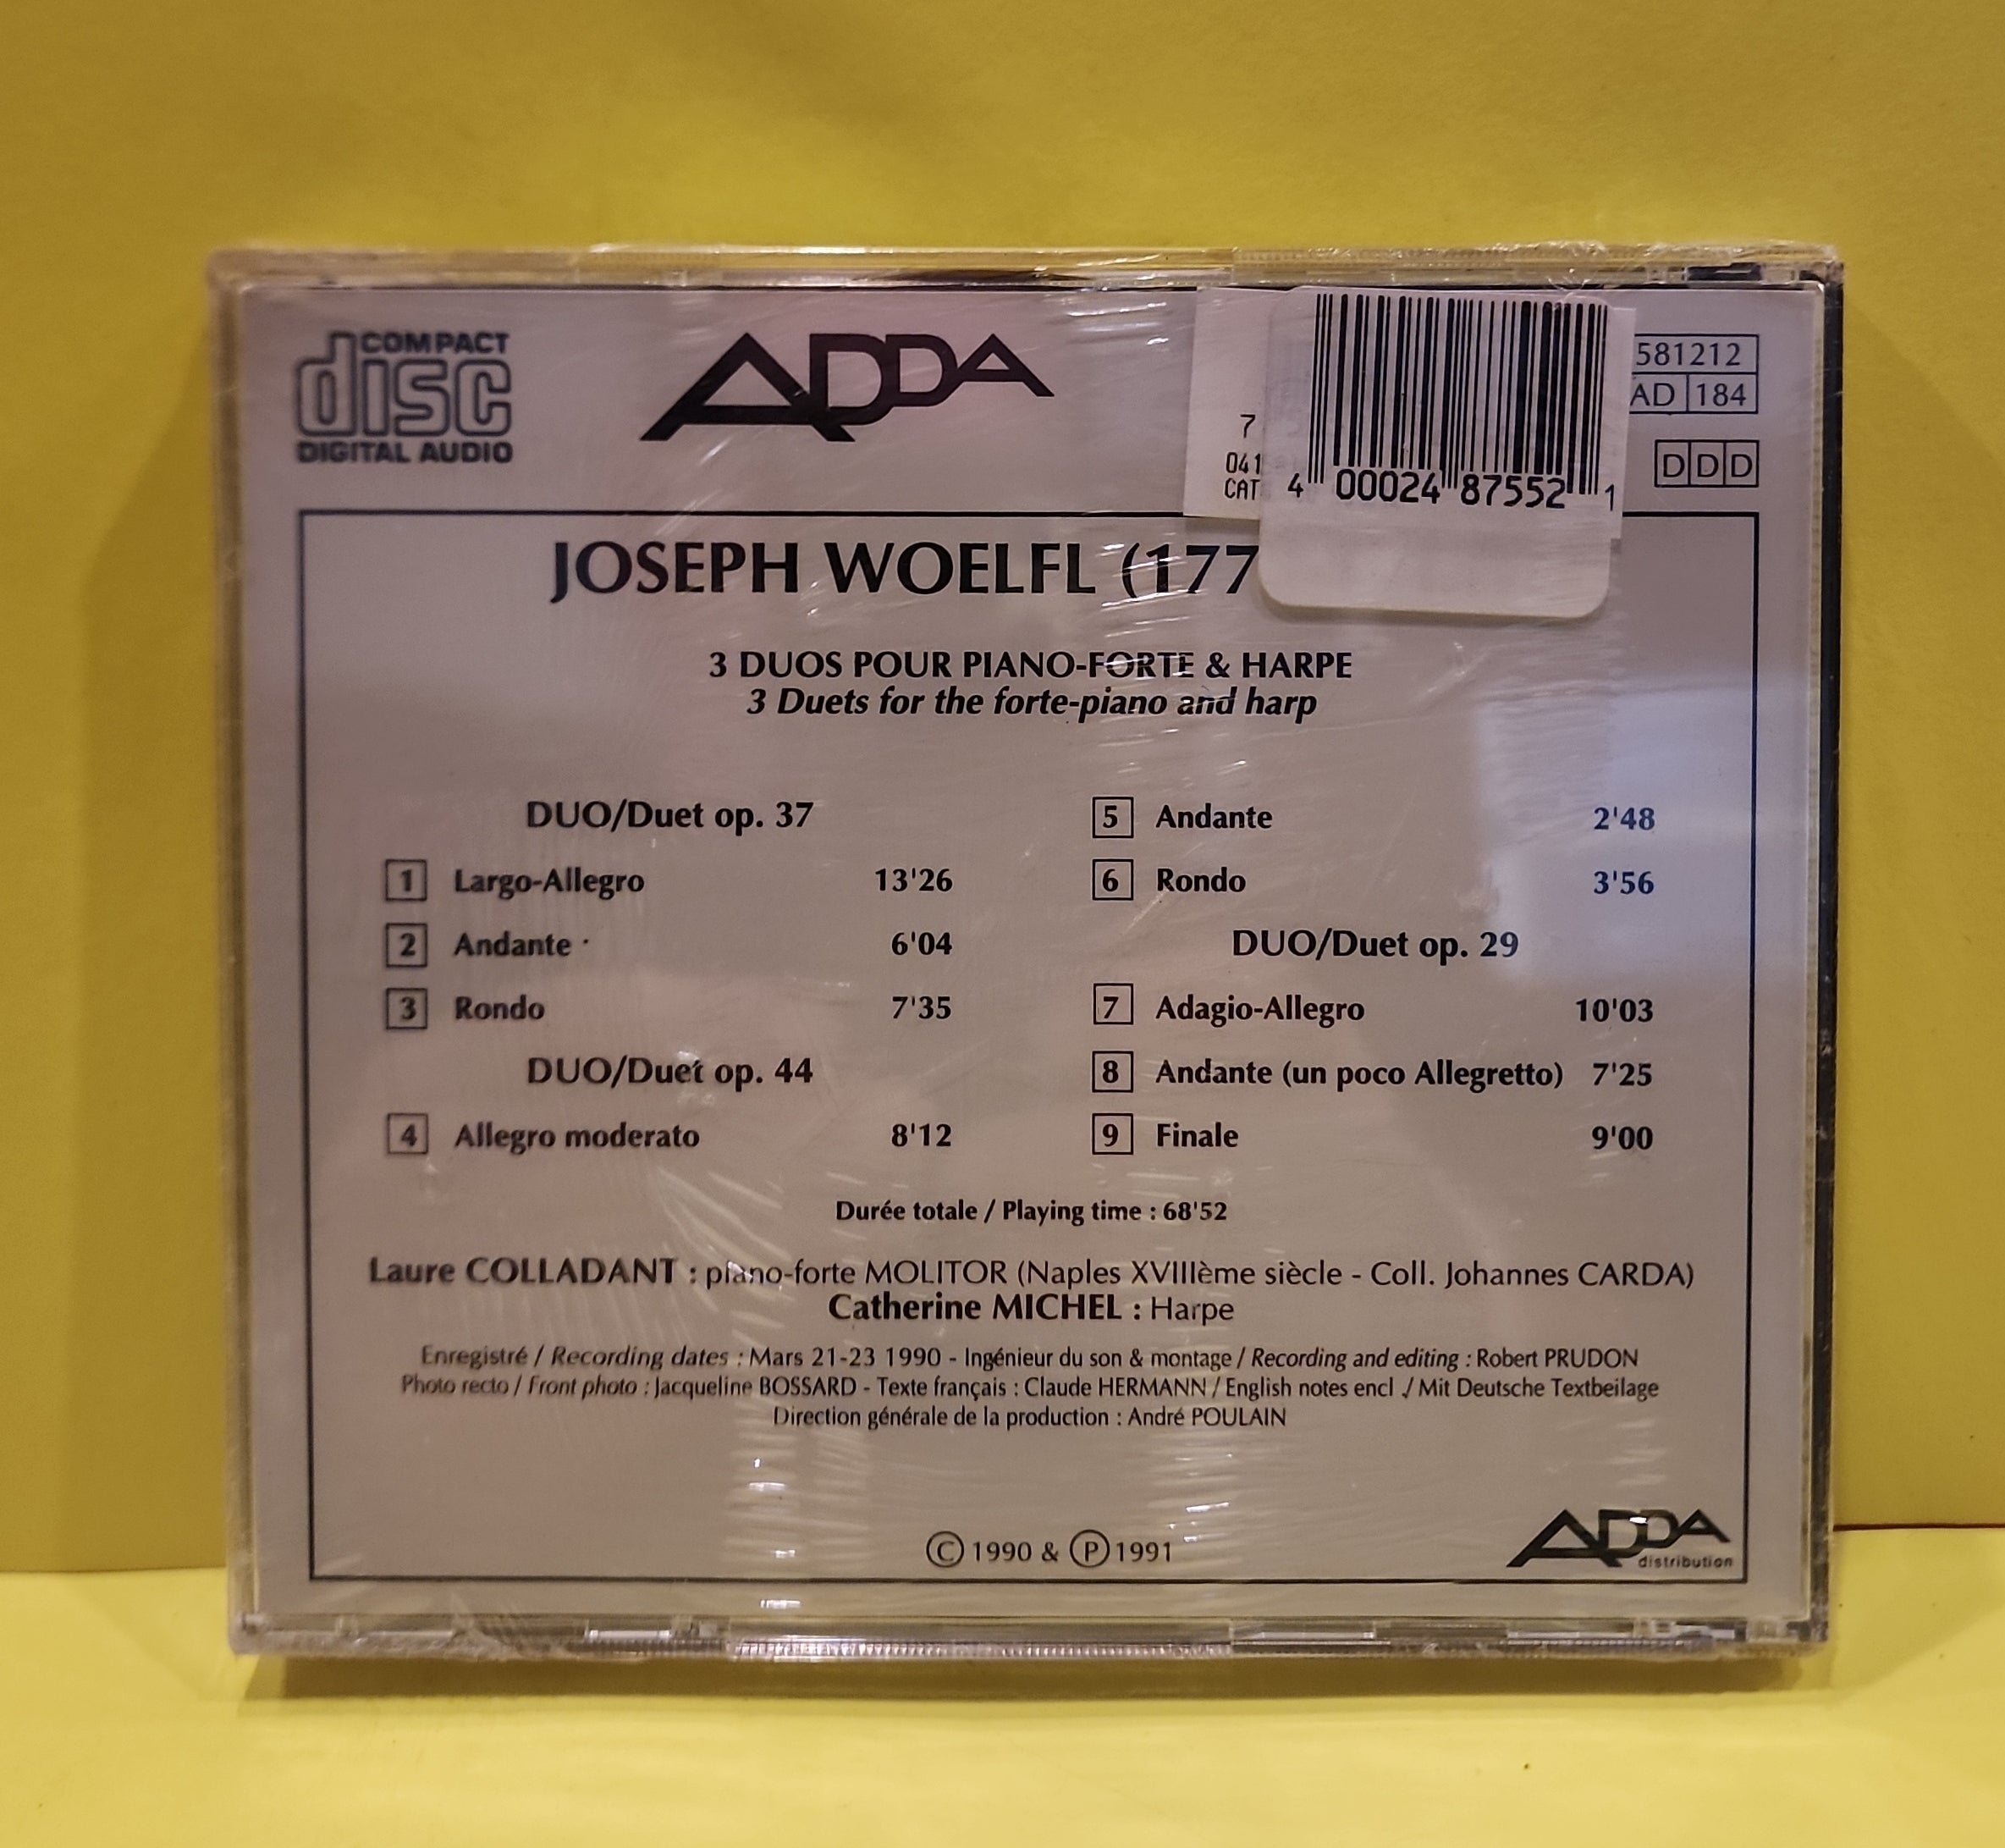 COMPACT
disc
DIGITAL AUDIO
ADDA
581212
AD 184
DDD
7
041
CAT
4 00024 87552 1
JOSEPH WOELFL (177
3 DUOS POUR PIANO-FORTE & HARPE
3 Duets for the forte-piano and harp
DUO/Duet op. 37
1 Largo-Allegro 13'26
2 Andante 6'04
3 Rondo 7'35
DUO/Duet op. 44
4 Allegro moderato 8'12
5 Andante 2'48
6 Rondo 3'56
DUO/Duet op. 29
7 Adagio-Allegro 10'03
8 Andante (un poco Allegretto) 7'25
9 Finale 9'00
Durée totale / Playing time : 68'52
Laure COLLADANT : piano-forte MOLITOR (Naples XVIIIème siècle - Coll. Johannes CARDA)
Catherine MICHEL : Harpe
Enregistré / Recording dates : Mars 21-23 1990 - Ingénieur du son & montage / Recording and editing : Robert PRUDON
Photo recto / Front photo : Jacqueline BOSSARD - Texte français : Claude HERMANN / English notes encl ./ Mit Deutsche Textbeilage
Direction générale de la production : André POULAIN
© 1990 & ℗ 1991
ADDA
distribution